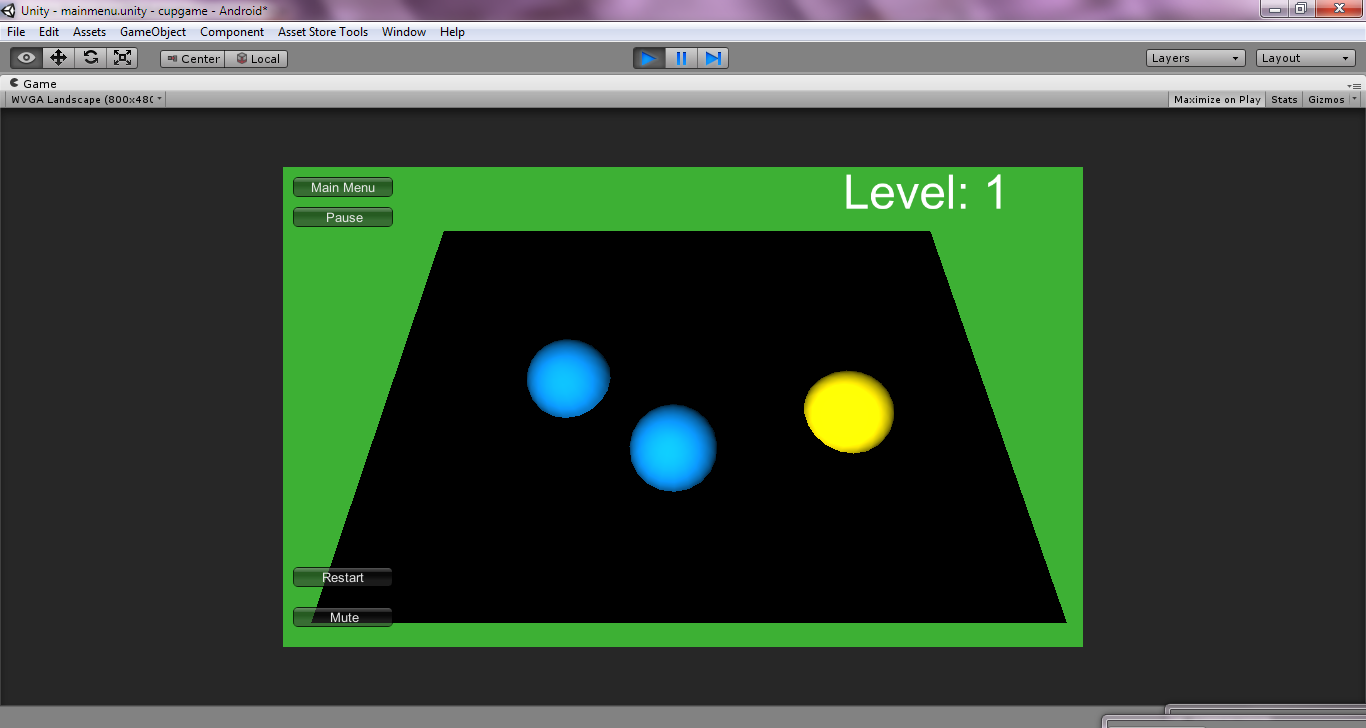 Unity - mainmenu.unity - cupgame - Android*
File Edit Assets GameObject Component Asset Store Tools Window Help
Center Local Layers Layout
Game
WVGA Landscape (800x48( Maximize on Play Stats Gizmos
Main Menu Level: 1
Pause
Restart
Mute